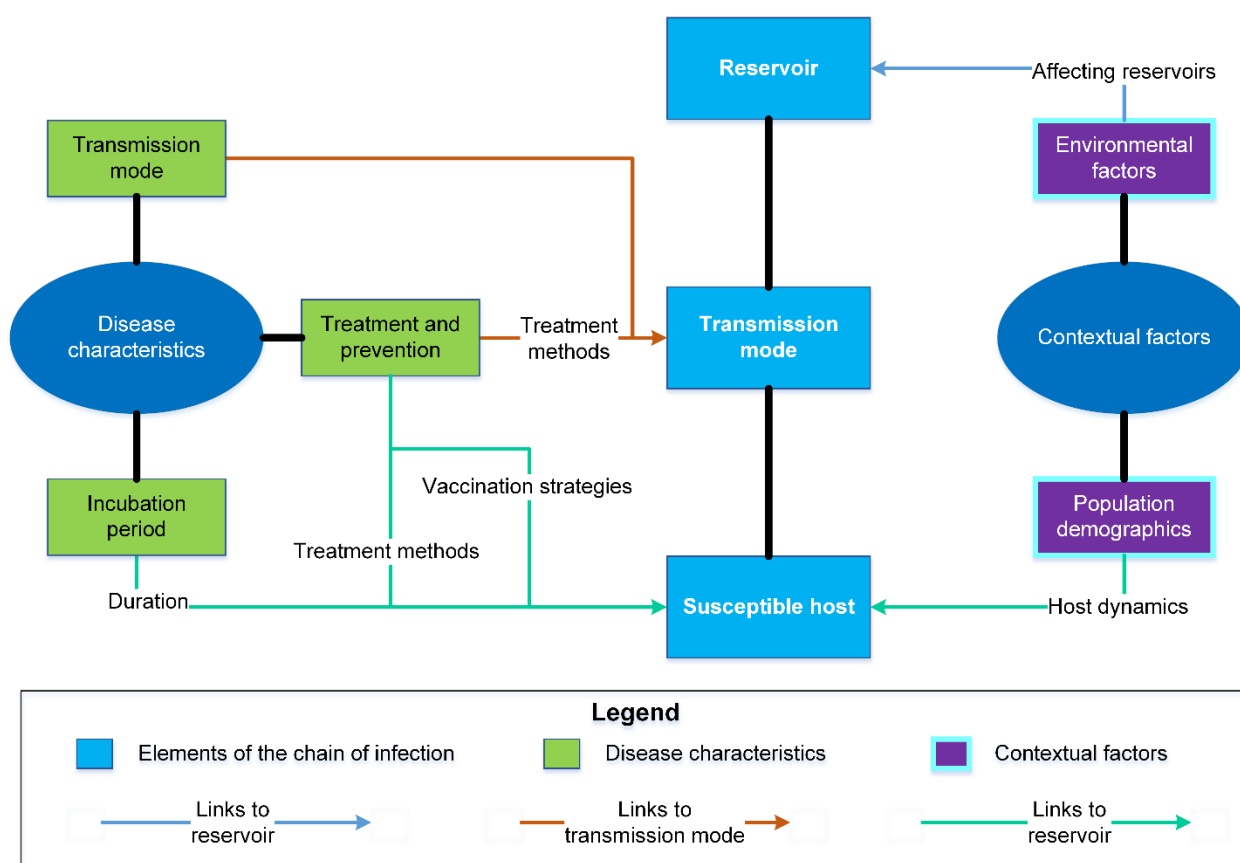 Reservoir
Affecting reservoirs
Transmission
mode
Environmental
factors
Disease
characteristics
Treatment and
prevention
Treatment
methods
Transmission
mode
Contextual factors
Vaccination strategies
Incubation
period
Population
demographics
Treatment methods
Duration
Susceptible host
Host dynamics
Legend
Elements of the chain of infection
Disease characteristics
Contextual factors
Links to
reservoir
Links to
transmission mode
Links to
reservoir